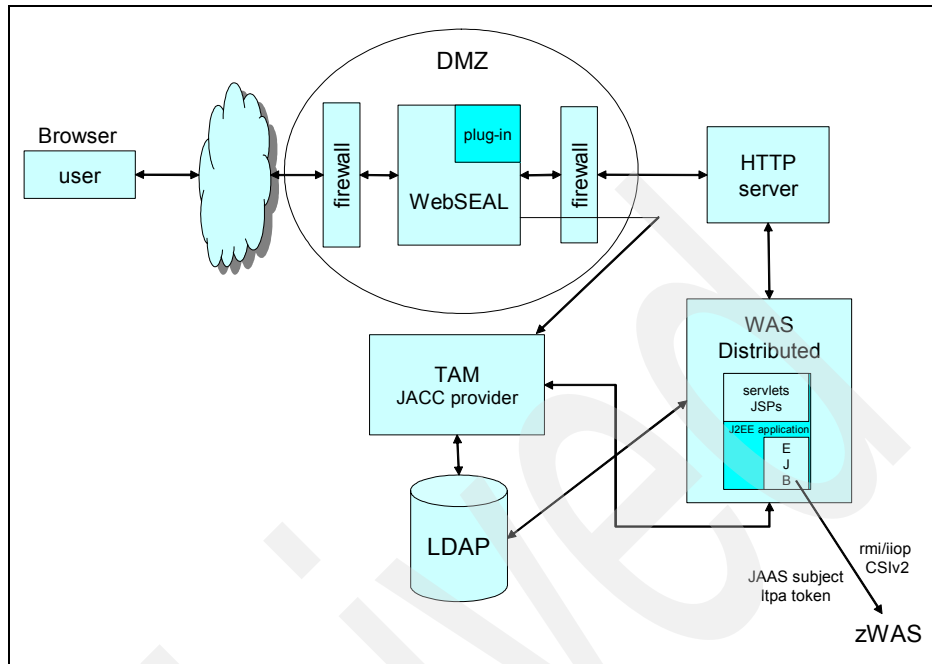 DMZ
Browser
user
firewall
plug-in
WebSEAL
firewall
HTTP
server
TAM
JACC provider
LDAP
WAS
Distributed
servlets
JSPs
J2EE application
E
J
B
rmi/iiop
CSIv2
JAAS subject
ltpa token
zWAS